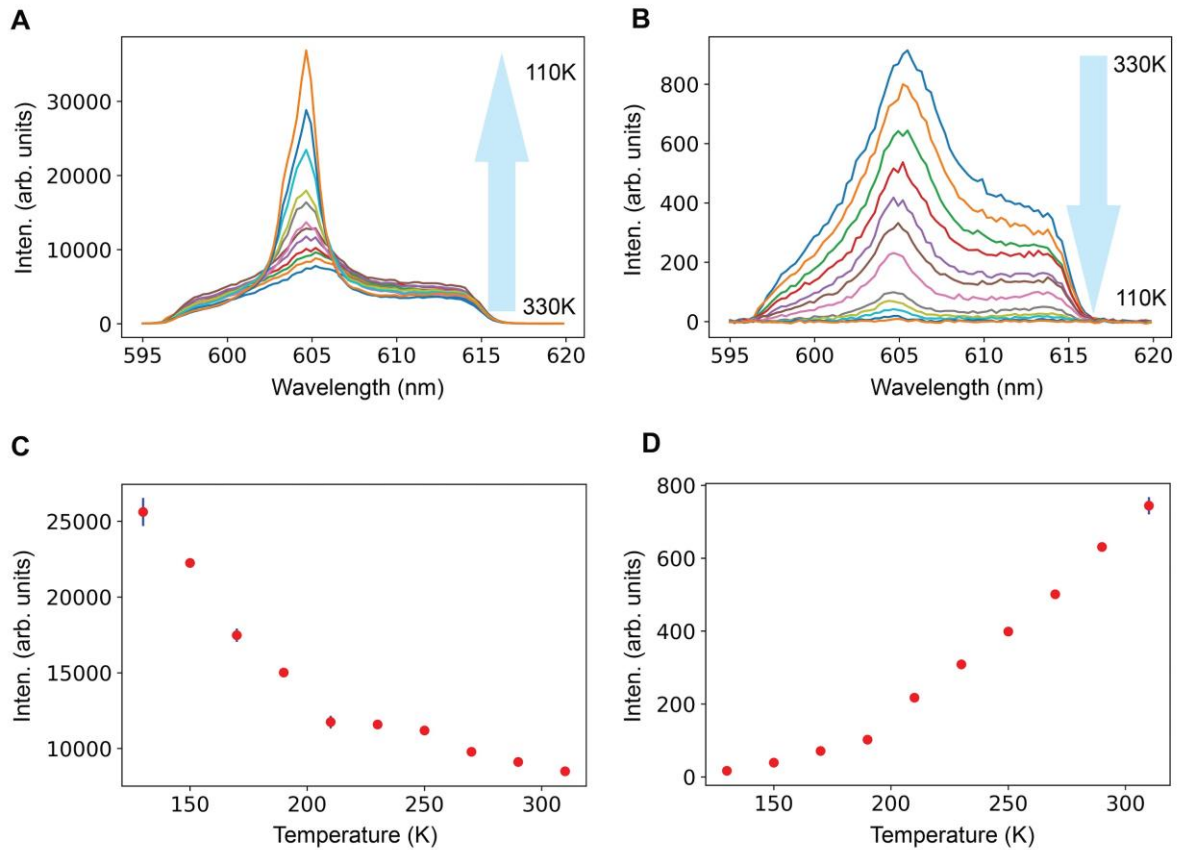 A
Inten. (arb. units)
30000
20000
10000
0
110K
330K
595 600 605 610 615 620
Wavelength (nm)
B
Inten. (arb. units)
800
600
400
200
0
330K
110K
595 600 605 610 615 620
Wavelength (nm)
C
Inten. (arb. units)
25000
20000
15000
10000
150 200 250 300
Temperature (K)
D
Inten. (arb. units)
800
600
400
200
0
150 200 250 300
Temperature (K)